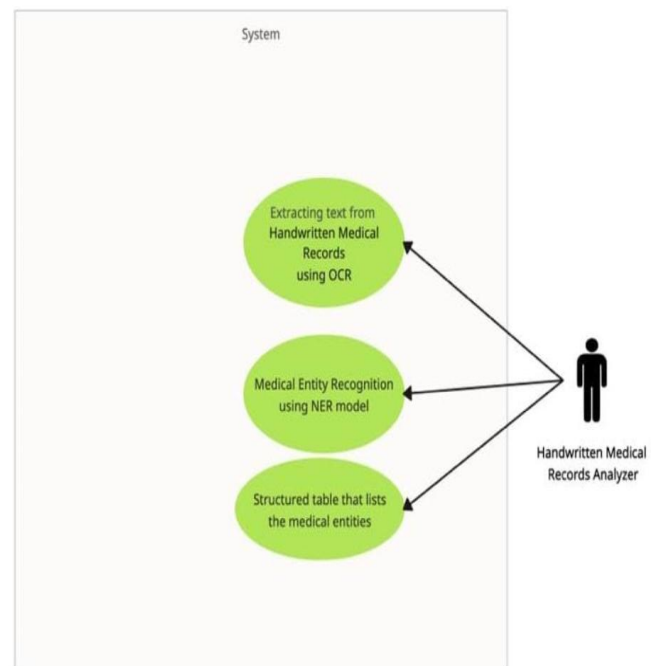 System
Extracting text from
Handwritten Medical
Records
using OCR
Medical Entity Recognition
using NER model
Structured table that lists
the medical entities
Handwritten Medical
Records Analyzer